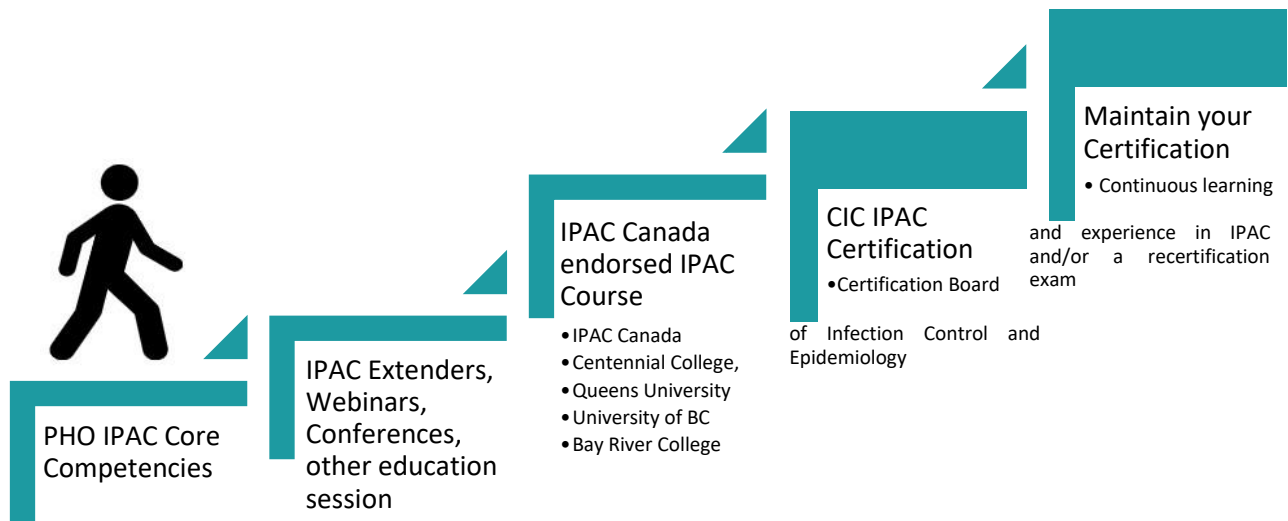 PHO IPAC Core
Competencies
IPAC Extenders,
Webinars,
Conferences,
other education
session
IPAC Canada
endorsed IPAC
Course
•IPAC Canada
•Centennial College,
•Queens University
•University of BC
•Bay River College
CIC IPAC
Certification
•Certification Board
of Infection Control and
Epidemiology
Maintain your
Certification
• Continuous learning
and experience in IPAC
and/or a recertification
exam